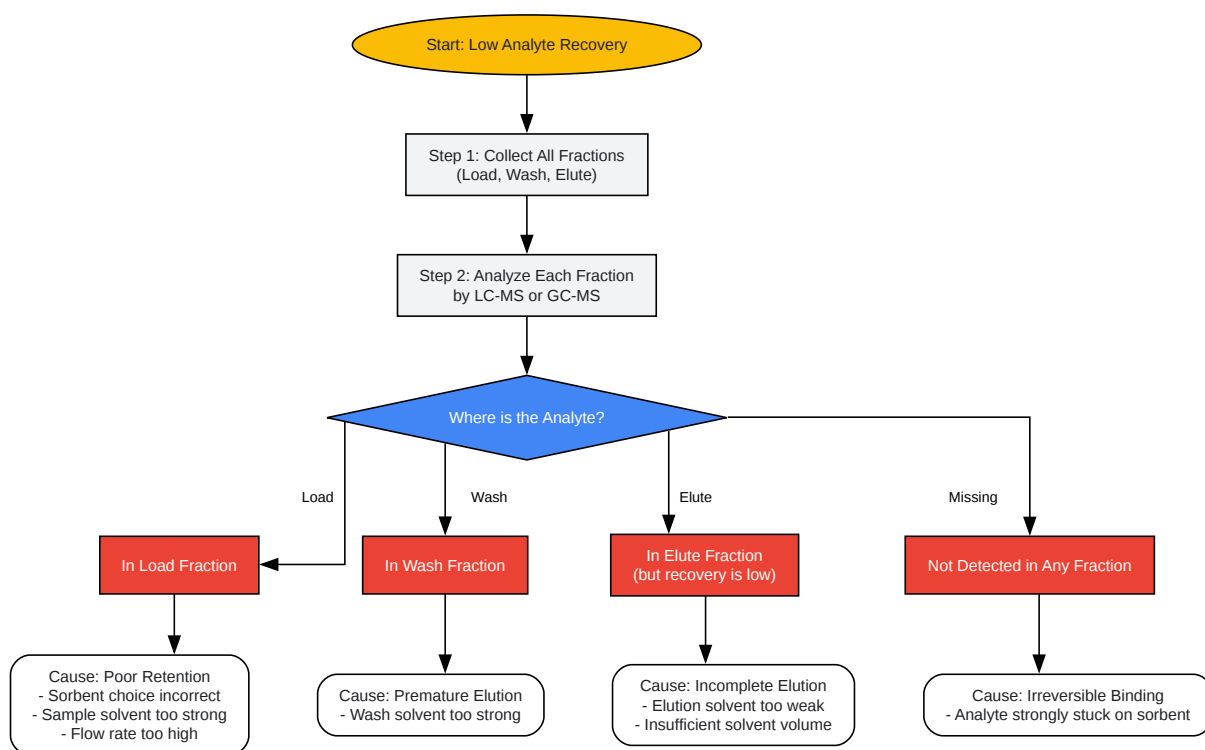 Start: Low Analyte Recovery
Step 1: Collect All Fractions
(Load, Wash, Elute)
Step 2: Analyze Each Fraction
by LC-MS or GC-MS
Where is the Analyte?
Load
Wash
Elute
Missing
In Load Fraction
In Wash Fraction
In Elute Fraction
(but recovery is low)
Not Detected in Any Fraction
Cause: Poor Retention
- Sorbent choice incorrect
- Sample solvent too strong
- Flow rate too high
Cause: Premature Elution
- Wash solvent too strong
Cause: Incomplete Elution
- Elution solvent too weak
- Insufficient solvent volume
Cause: Irreversible Binding
- Analyte strongly stuck on sorbent